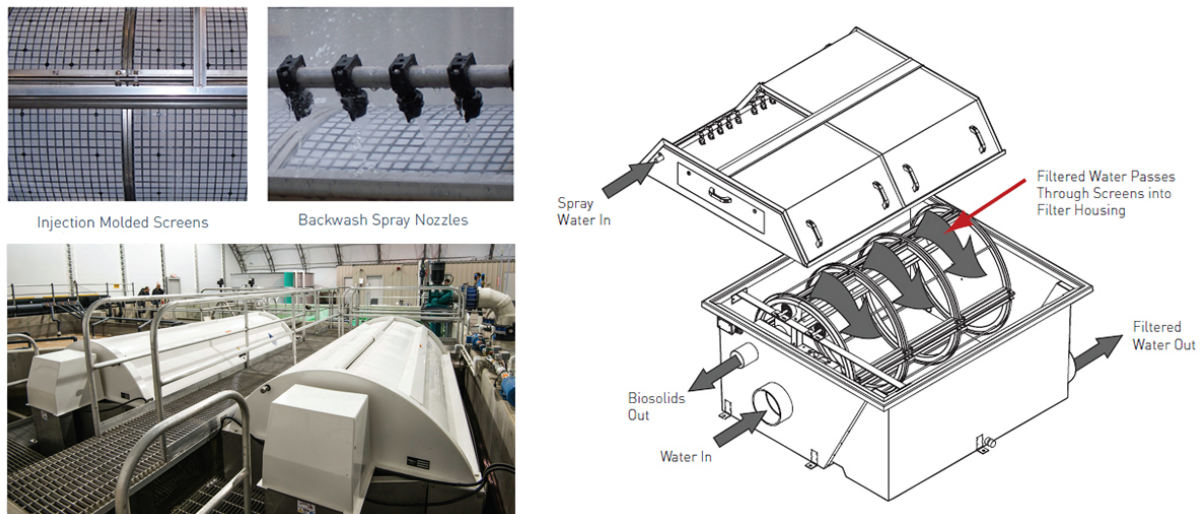 Injection Molded Screens
Backwash Spray Nozzles
Spray
Water In
Filtered Water Passes
Through Screens into
Filter Housing
Filtered
Water Out
Biosolids
Out
Water In